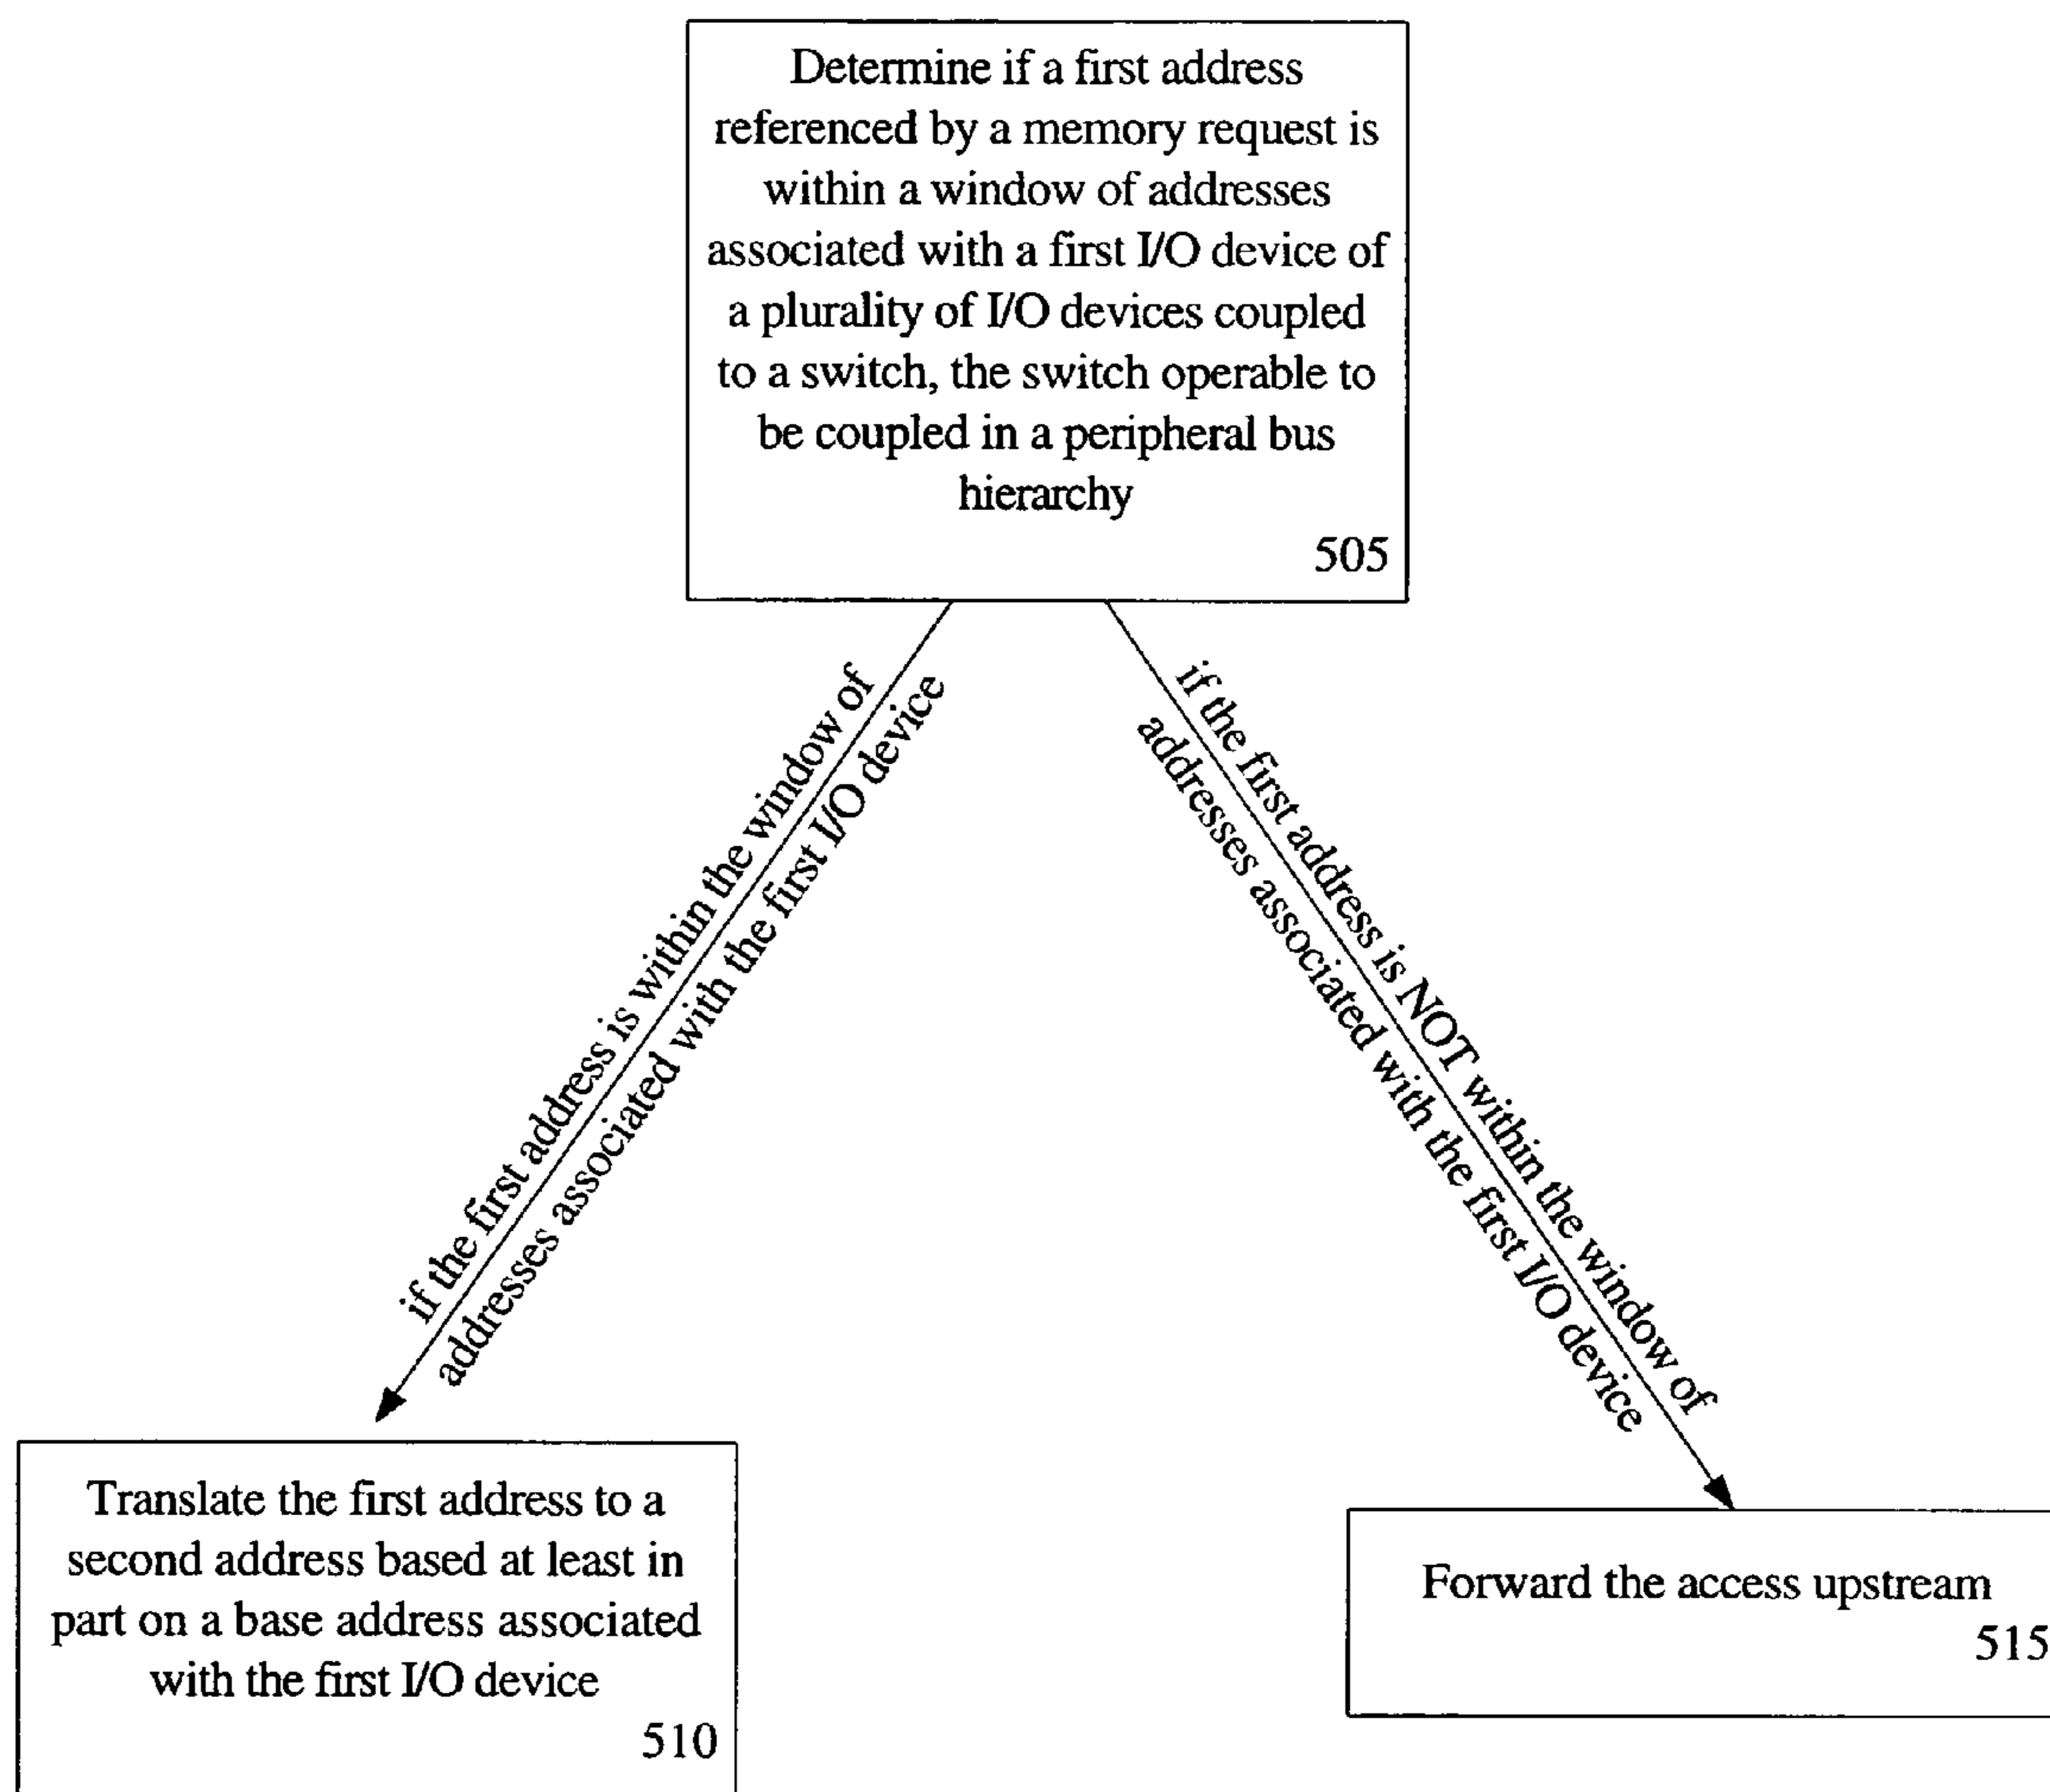 Determine if a first address
referenced by a memory request is
within a window of addresses
associated with a first I/O device of
a plurality of I/O devices coupled
to a switch, the switch operable to
be coupled in a peripheral bus
hierarchy
505
if the first address is within the window of
addresses associated with the first I/O device
if the first address is NOT within the window of
addresses associated with the first I/O device
Translate the first address to a
second address based at least in
part on a base address associated
with the first I/O device
510
Forward the access upstream
515